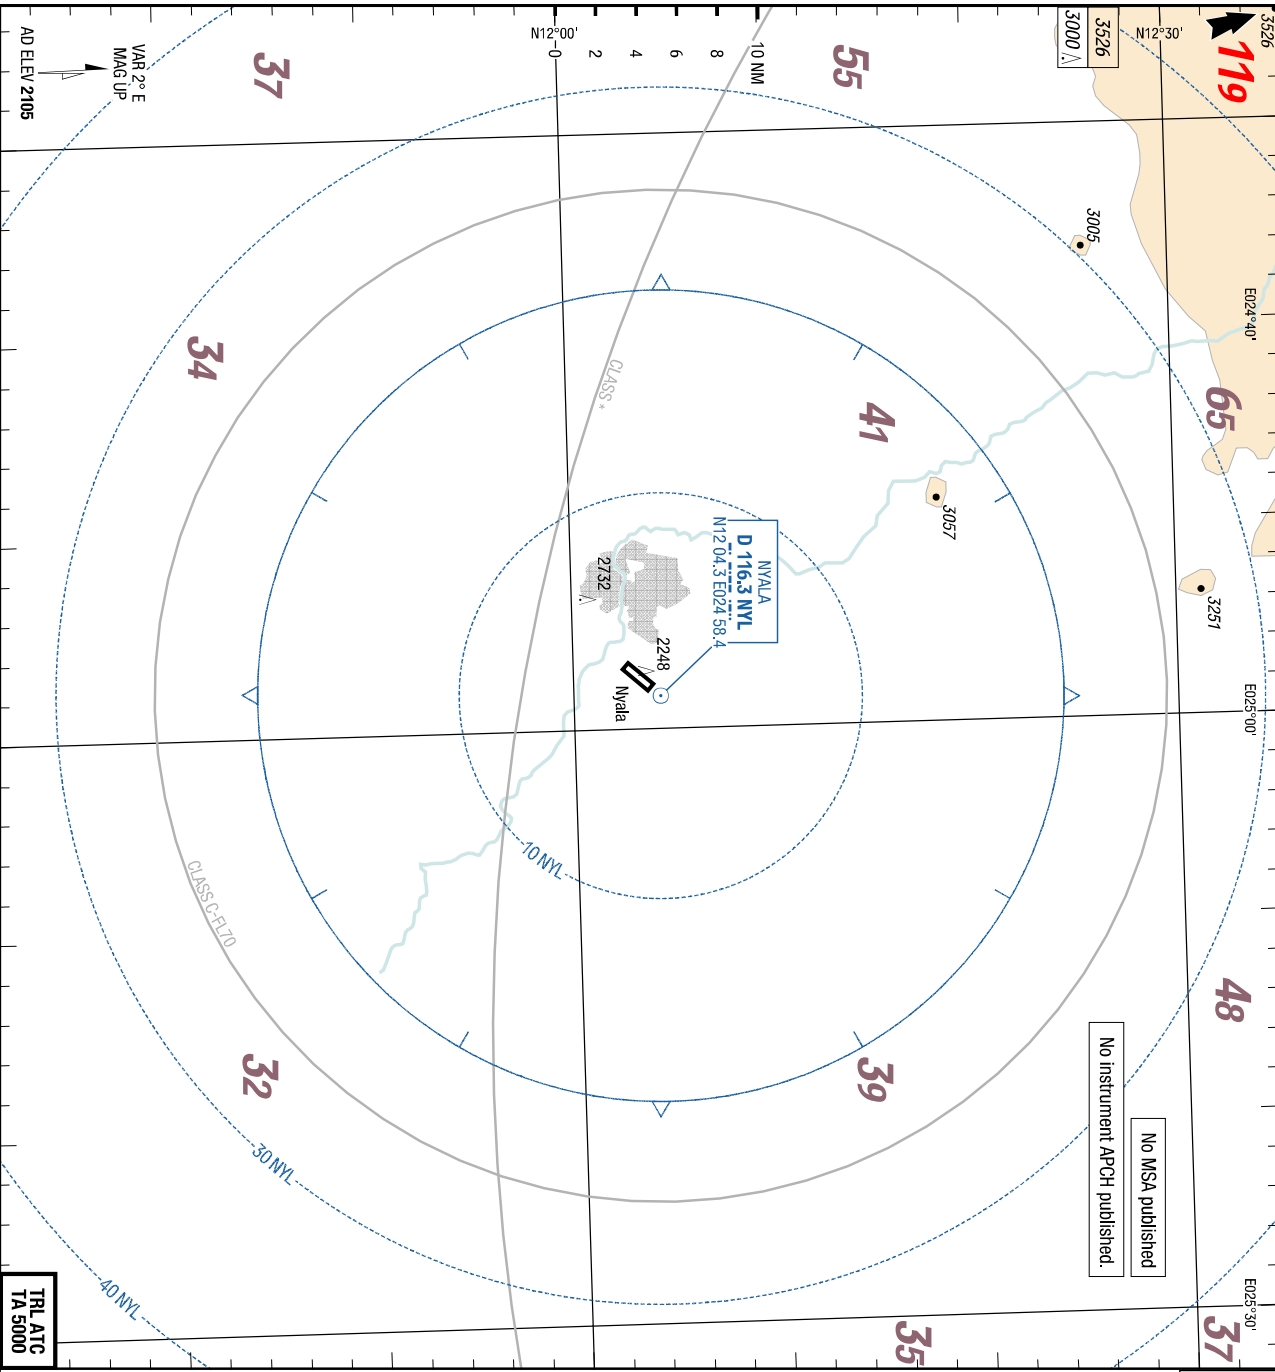 3526
119
N12°30'
3526
3000
55
N12°00'
0
2
4
6
8
10 NM
37
VAR 2° E
MAG UP
AD ELEV 2105
3005
E024°40'
34
CLASS *
41
65
3057
3251
NYALA
D 116.3 NYL
N12 04.3 E024 58.4
2732
2248
Nyala
E025°00'
10 NYL
CLASS C-FL70
48
No MSA published
No instrument APCH published.
39
32
30 NYL
40 NYL
E025°30'
37
35
TRL ATC
TA 5000